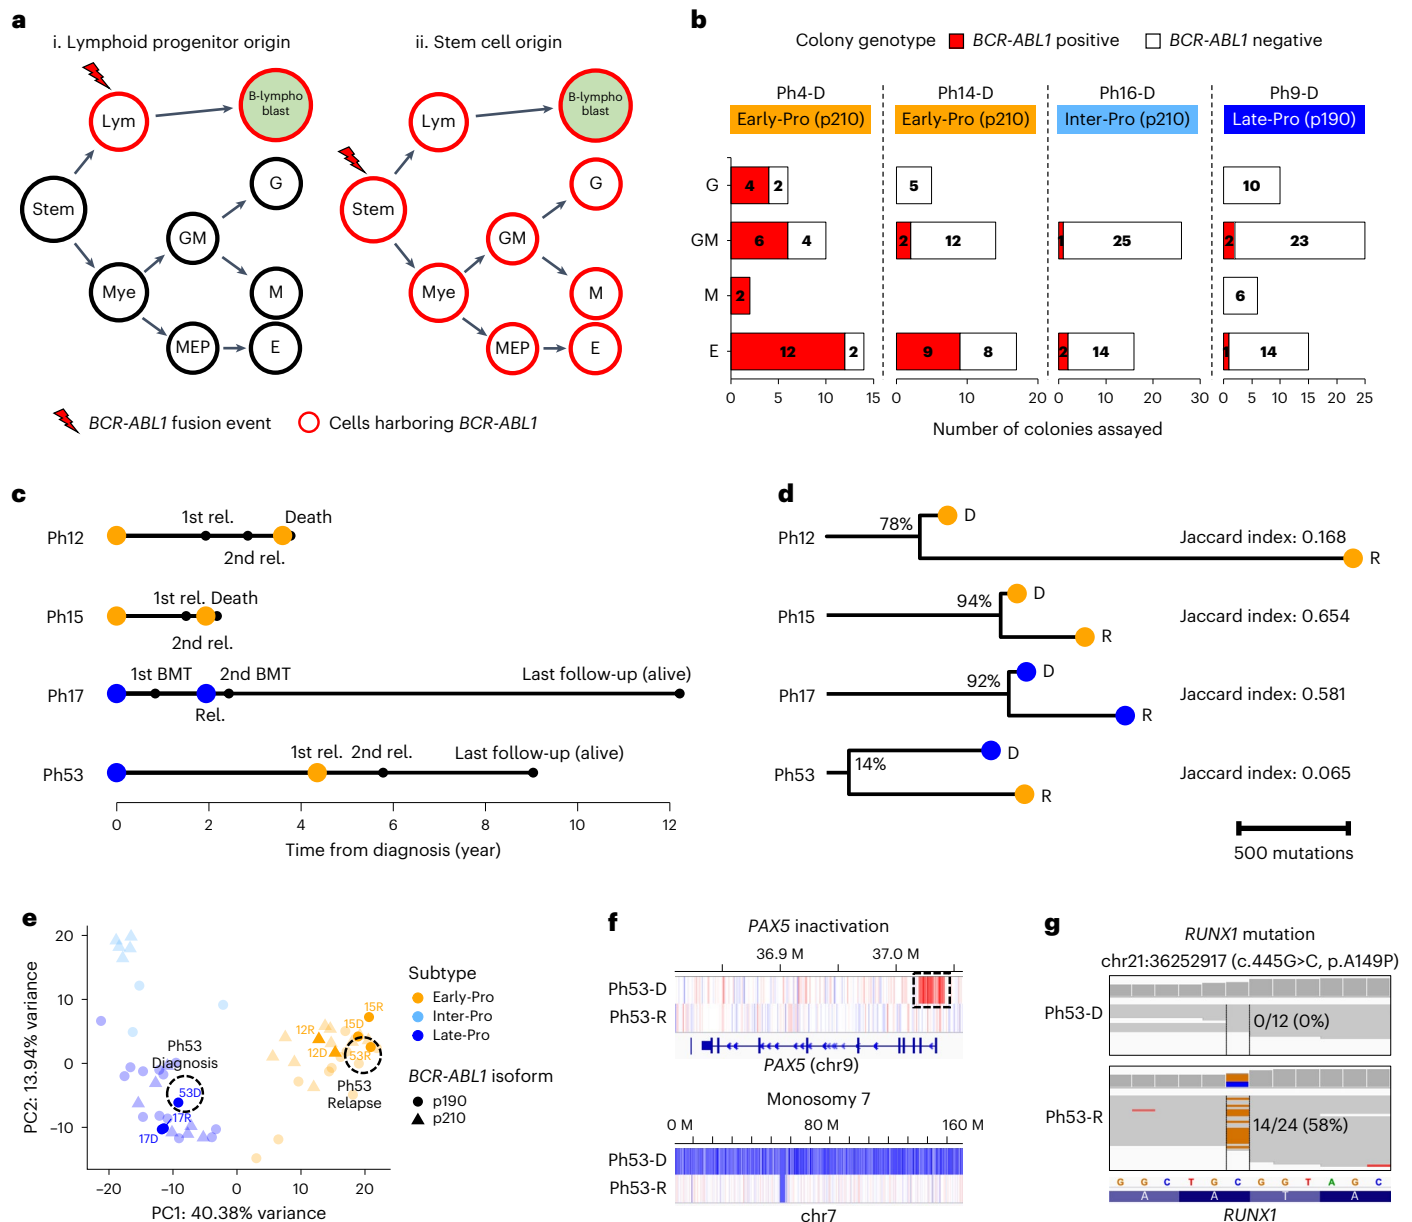 a
i. Lymphoid progenitor origin
ii. Stem cell origin
Lym
B-lympho
blast
Stem
G
GM
Mye
M
MEP
E
Lym
B-lympho
blast
Stem
G
GM
Mye
M
MEP
E
BCR-ABL1 fusion event
Cells harboring BCR-ABL1
b
Colony genotype
BCR-ABL1 positive
BCR-ABL1 negative
Ph4-D
Ph14-D
Ph16-D
Ph9-D
Early-Pro (p210)
Early-Pro (p210)
Inter-Pro (p210)
Late-Pro (p190)
G 4 2 5 10
GM 6 4 2 12 1 25 2 23
M 2 6
E 12 2 9 8 2 14 1 14
0 5 10 15 0 10 20 0 10 20 30 0 5 10 15 20 25
Number of colonies assayed
c
Ph12
1st rel.
Death
2nd rel.
Ph15
1st rel. Death
2nd rel.
Ph17
1st BMT
2nd BMT
Last follow-up (alive)
Rel.
Ph53
1st rel.
2nd rel.
Last follow-up (alive)
0 2 4 6 8 10 12
Time from diagnosis (year)
d
Ph12
78%
D
R
Jaccard index: 0.168
Ph15
94%
D
R
Jaccard index: 0.654
Ph17
92%
D
R
Jaccard index: 0.581
Ph53
14%
D
R
Jaccard index: 0.065
500 mutations
e
PC2: 13.94% variance
20
10
0
−10
−20 −10 0 10 20
PC1: 40.38% variance
Ph53
Diagnosis
53D
17R
17D
15R
15D
12R
12D
53R
Ph53
Relapse
Subtype
Early-Pro
Inter-Pro
Late-Pro
BCR-ABL1 isoform
p190
p210
f
PAX5 inactivation
36.9 M
37.0 M
Ph53-D
Ph53-R
PAX5 (chr9)
Monosomy 7
0 M
80 M
160 M
Ph53-D
Ph53-R
chr7
g
RUNX1 mutation
chr21:36252917 (c.445G>C, p.A149P)
Ph53-D
0/12 (0%)
Ph53-R
14/24 (58%)
G G C T G C G G T A G C
A A T A
RUNX1